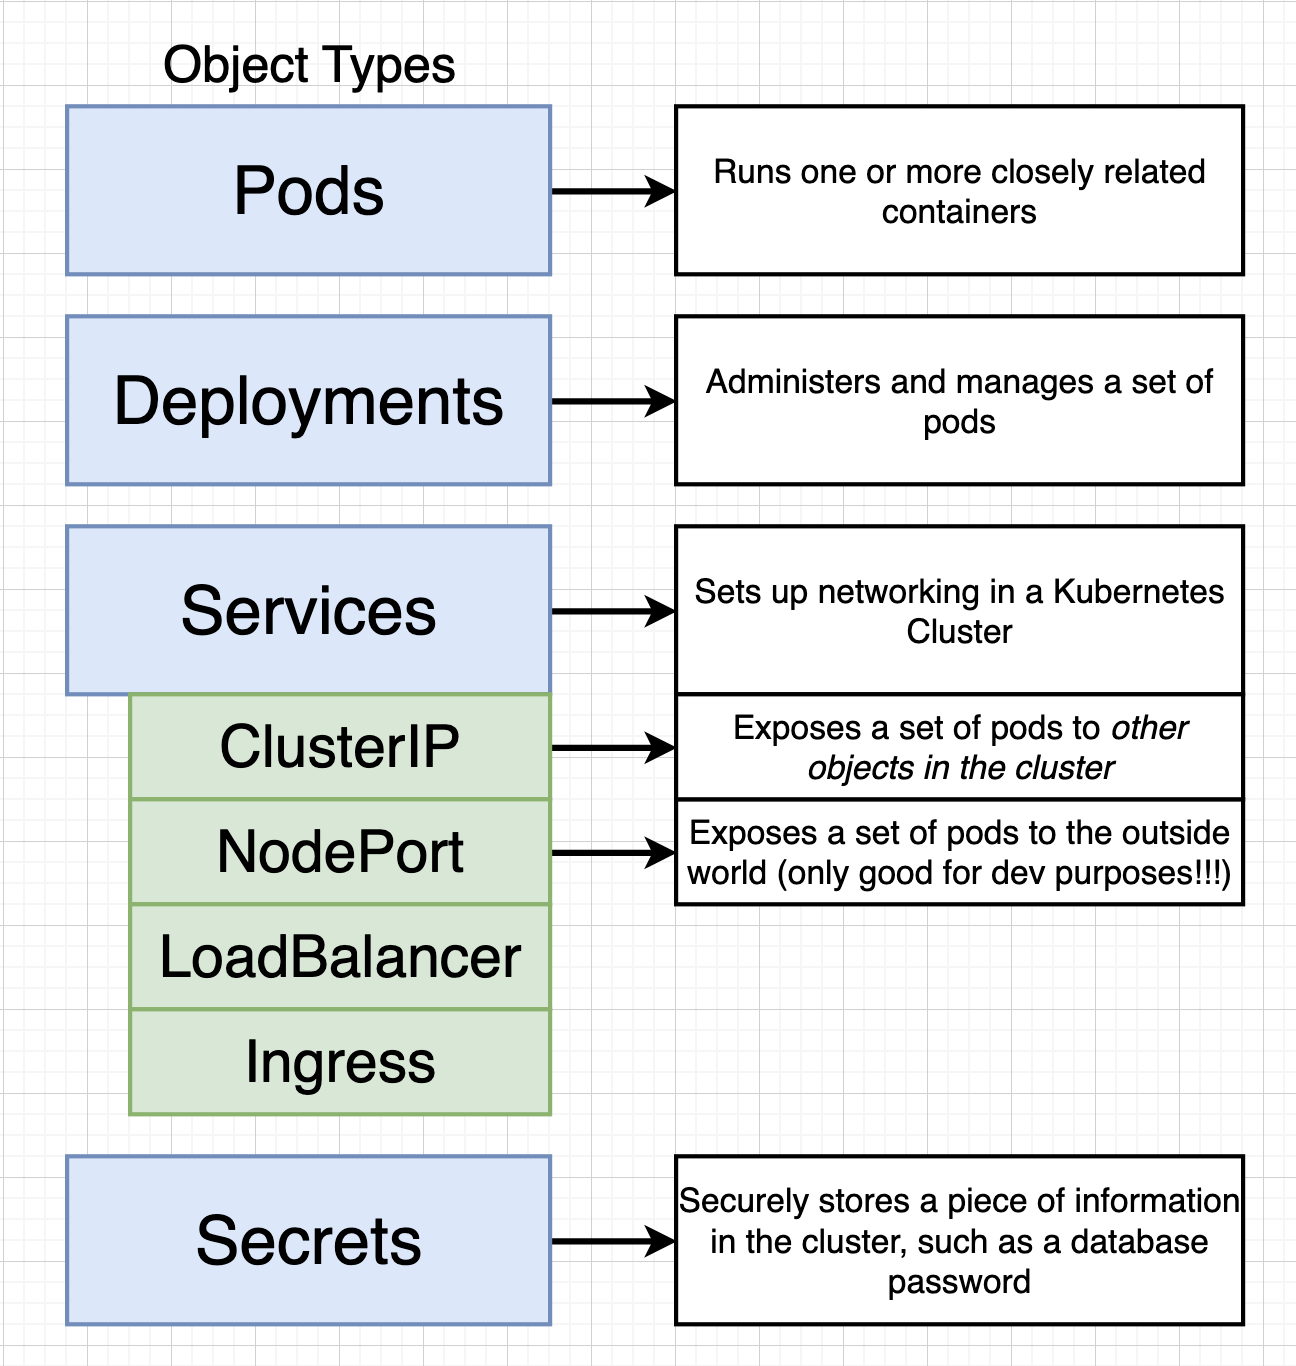 Object Types
Pods
Runs one or more closely related
containers
Deployments
Administers and manages a set of
pods
Services
Sets up networking in a Kubernetes
Cluster
ClusterIP
Exposes a set of pods to other
objects in the cluster
NodePort
Exposes a set of pods to the outside
world (only good for dev purposes!!!)
LoadBalancer
Ingress
Secrets
Securely stores a piece of information
in the cluster, such as a database
password